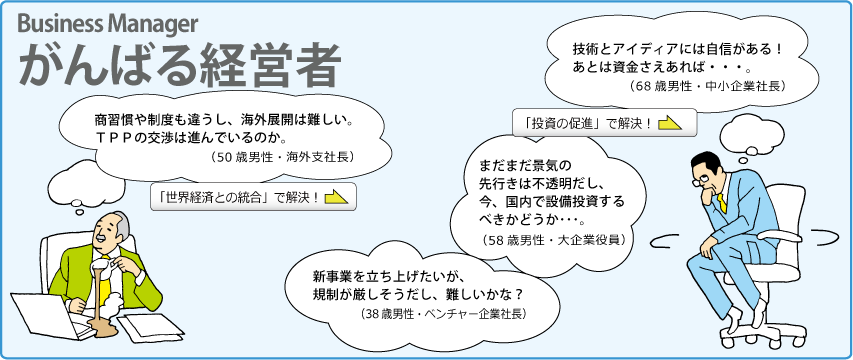 Business Manager
がんばる経営者
商習慣や制度も違うし、海外展開は難しい。
ＴＰＰの交渉は進んでいるのか。
（50 歳男性・海外支社長）
「世界経済との統合」で解決！
技術とアイディアには自信がある！
あとは資金さえあれば・・・。
（68 歳男性・中小企業社長）
「投資の促進」で解決！
まだまだ景気の
先行きは不透明だし、
今、国内で設備投資する
べきかどうか･･･。
（58 歳男性・大企業役員）
新事業を立ち上げたいが、
規制が厳しそうだし、難しいかな？
（38 歳男性・ベンチャー企業社長）